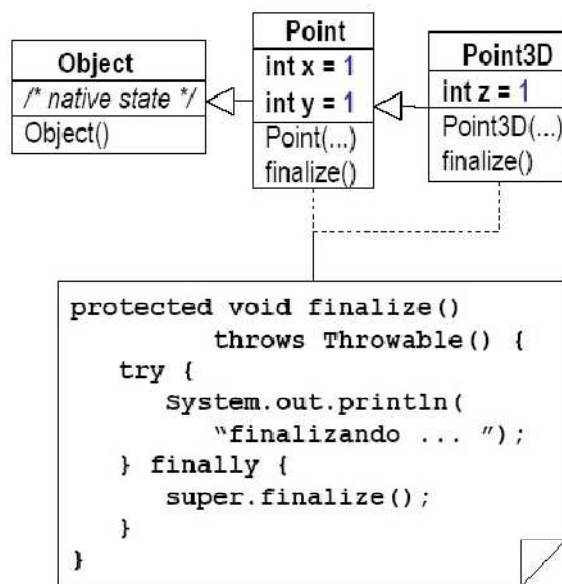 Object
/* native state */
Object()
Point
int x = 1
int y = 1
Point(...)
finalize()
Point3D
int z = 1
Point3D(...)
finalize()
protected void finalize()
throws Throwable() {
try {
System.out.println(
“finalizando ... ”);
} finally {
super.finalize();
}
}